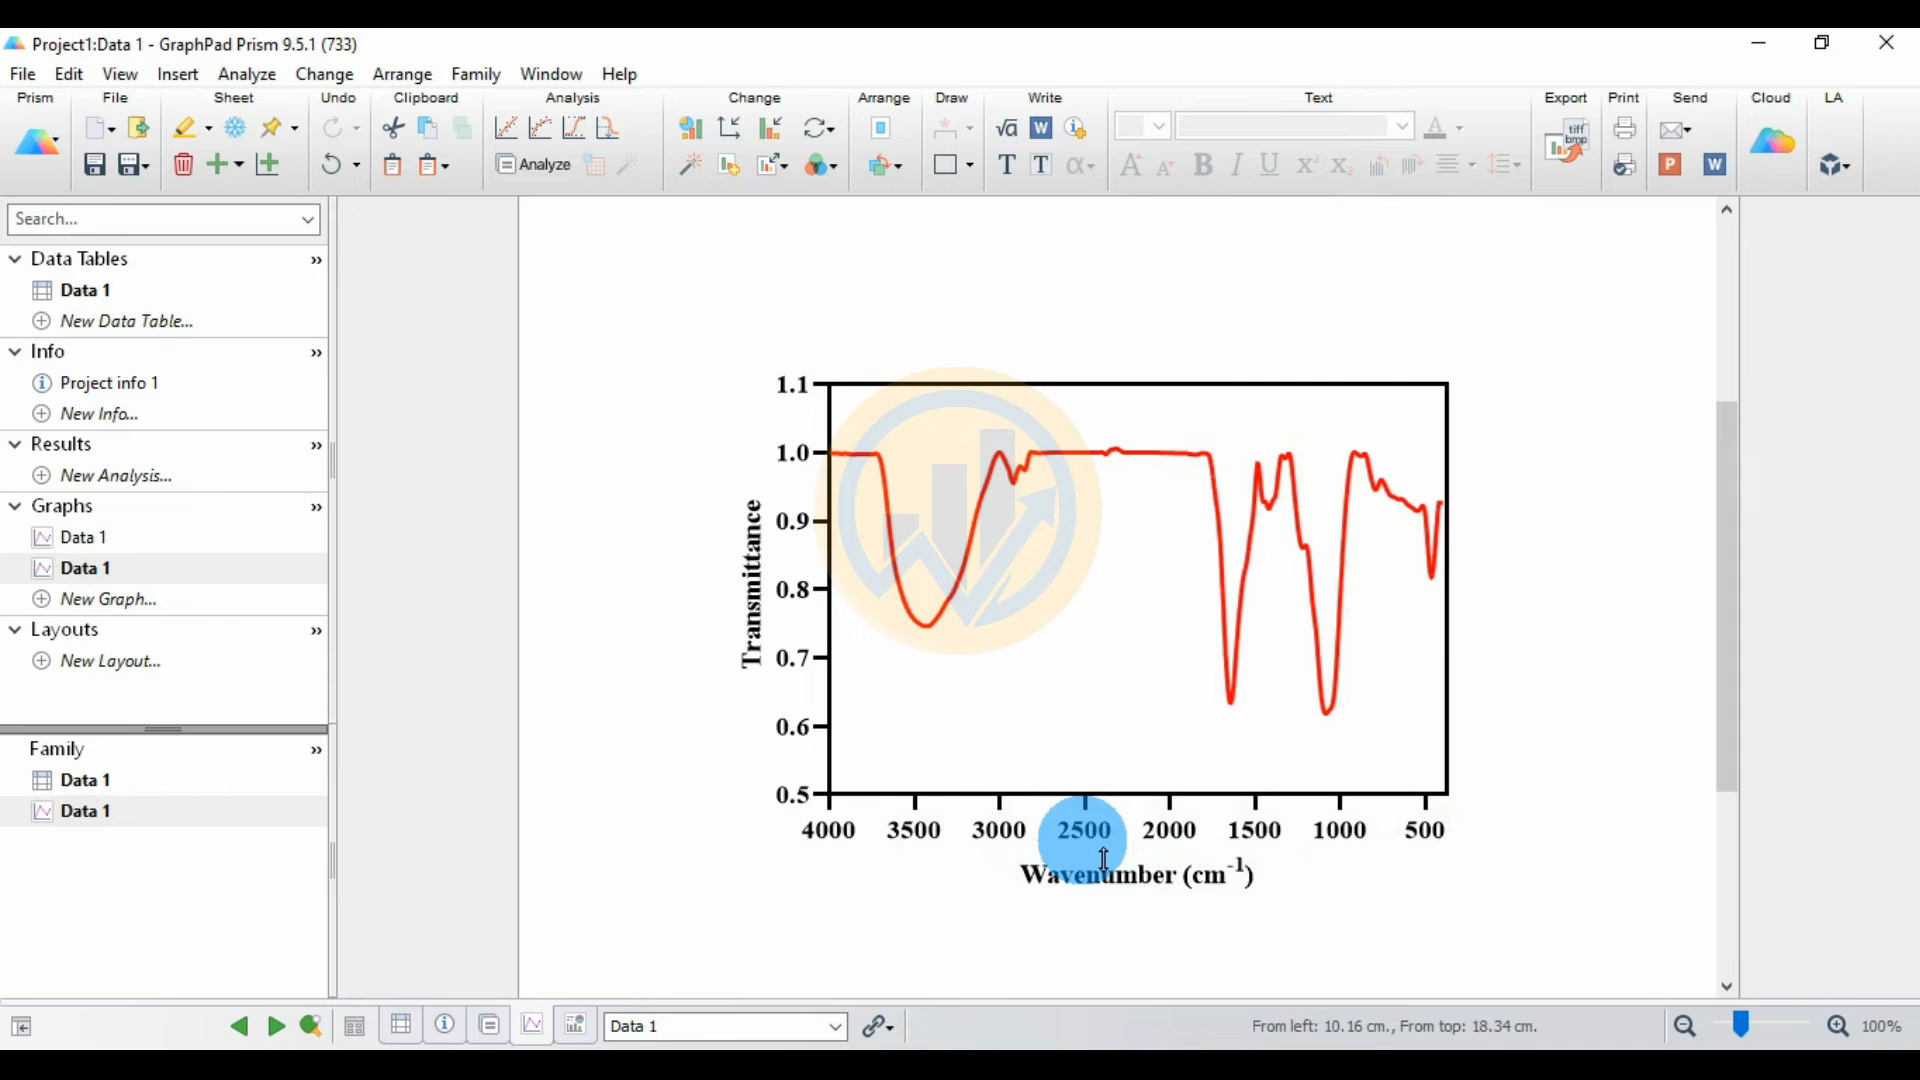 Project1:Data 1 - GraphPad Prism 9.5.1 (733)
File Edit View Insert Analyze Change Arrange Family Window Help
Prism File Sheet Undo Clipboard Analysis Change Arrange Draw Write Text Export Print Send Cloud LA
tiff
bmp
√α W
Analyze T T α A A B I U X² X₂ P W
Search...
Data Tables
Data 1
New Data Table...
Info
Project info 1
New Info...
Results
New Analysis...
Graphs
Data 1
Data 1
New Graph...
Layouts
New Layout...
Family
Data 1
Data 1
Transmittance
1.1
1.0
0.9
0.8
0.7
0.6
0.5
4000 3500 3000 2500 2000 1500 1000 500
Wavenumber (cm⁻¹)
Data 1
From left: 10.16 cm., From top: 18.34 cm.
100%